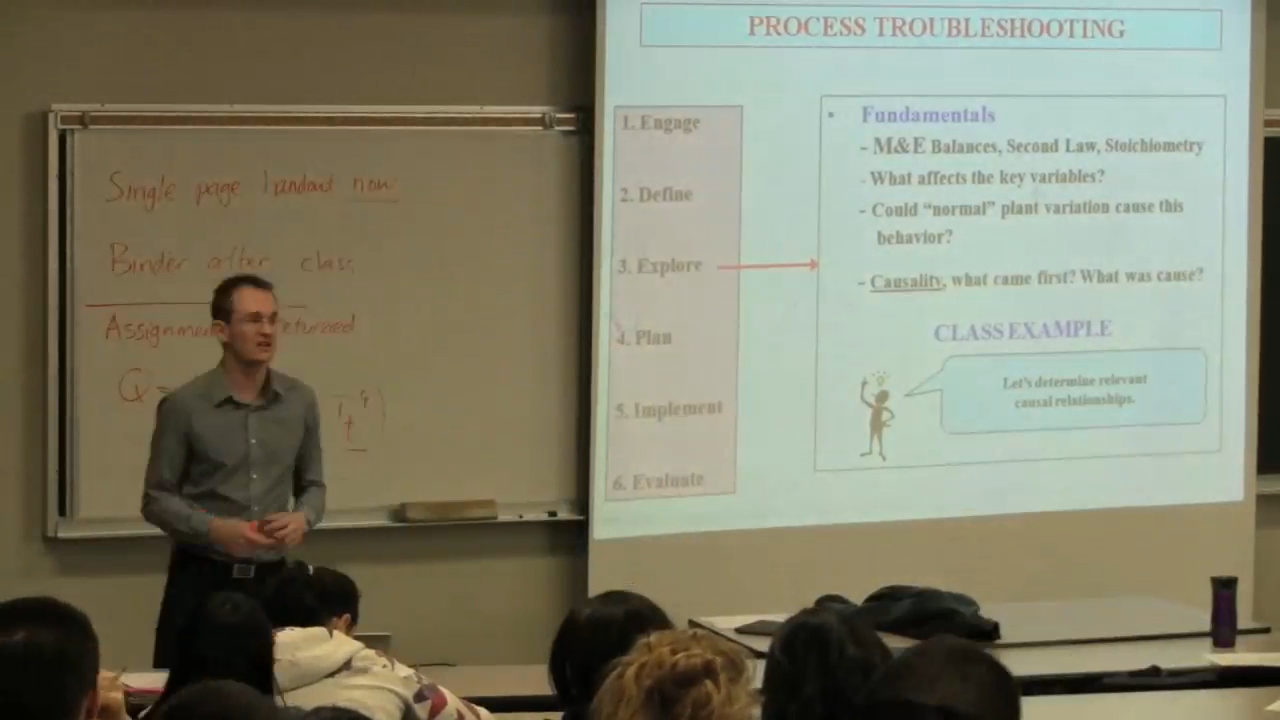 Single page handout now
Binder after class
Assignmen eturned
Q =
PROCESS TROUBLESHOOTING
1. Engage
2. Define
3. Explore
4. Plan
5. Implement
6. Evaluate
• Fundamentals
- M&E Balances, Second Law, Stoichiometry
- What affects the key variables?
- Could “normal” plant variation cause this
behavior?
- Causality, what came first? What was cause?
CLASS EXAMPLE
Let's determine relevant
causal relationships.